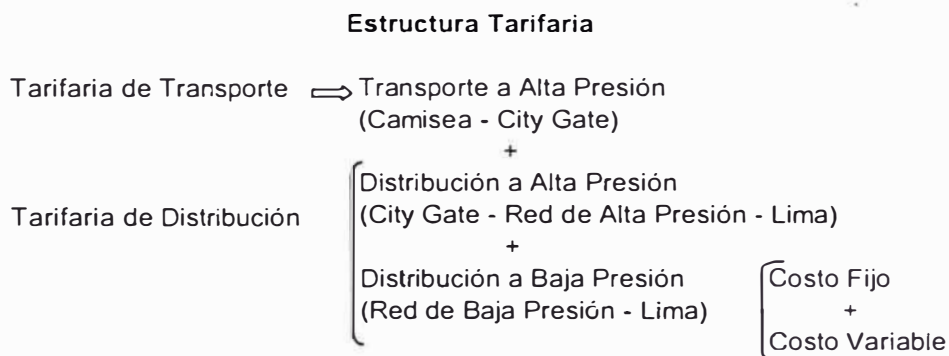 Estructura Tarifaria
Tarifaria de Transporte ⇒ Transporte a Alta Presión
(Camisea - City Gate)
+
Distribución a Alta Presión
Tarifaria de Distribución (City Gate - Red de Alta Presión - Lima)
+
Distribución a Baja Presión Costo Fijo
(Red de Baja Presión - Lima) +
Costo Variable